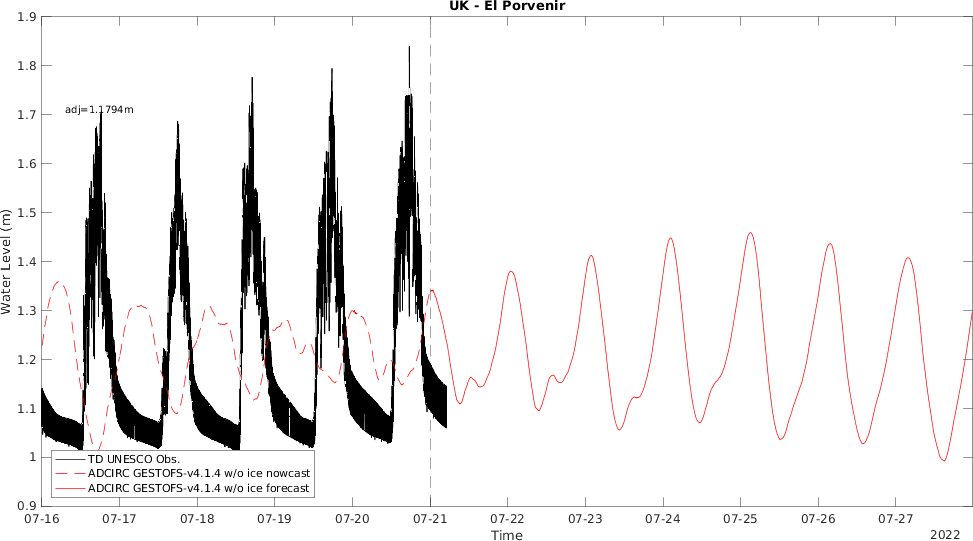 UK - El Porvenir
1.9
1.8
1.7
1.6
1.5
1.4
1.3
1.2
1.1
1
0.9
Water Level (m)
adj=1.1794m
TD UNESCO Obs.
ADCIRC GESTOFS-v4.1.4 w/o ice nowcast
ADCIRC GESTOFS-v4.1.4 w/o ice forecast
07-16 07-17 07-18 07-19 07-20 07-21 07-22 07-23 07-24 07-25 07-26 07-27
Time
2022